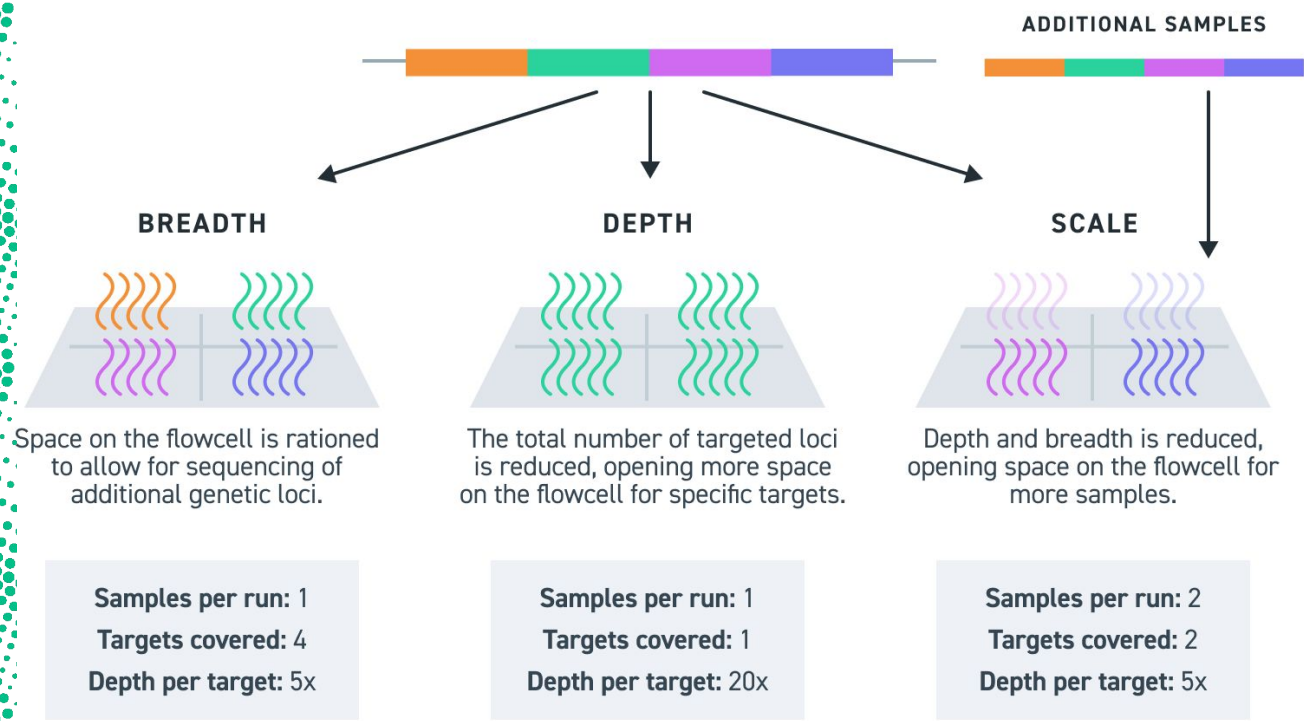 ADDITIONAL SAMPLES
BREADTH
Space on the flowcell is rationed
to allow for sequencing of
additional genetic loci.
Samples per run: 1
Targets covered: 4
Depth per target: 5x
DEPTH
The total number of targeted loci
is reduced, opening more space
on the flowcell for specific targets.
Samples per run: 1
Targets covered: 1
Depth per target: 20x
SCALE
Depth and breadth is reduced,
opening space on the flowcell for
more samples.
Samples per run: 2
Targets covered: 2
Depth per target: 5x